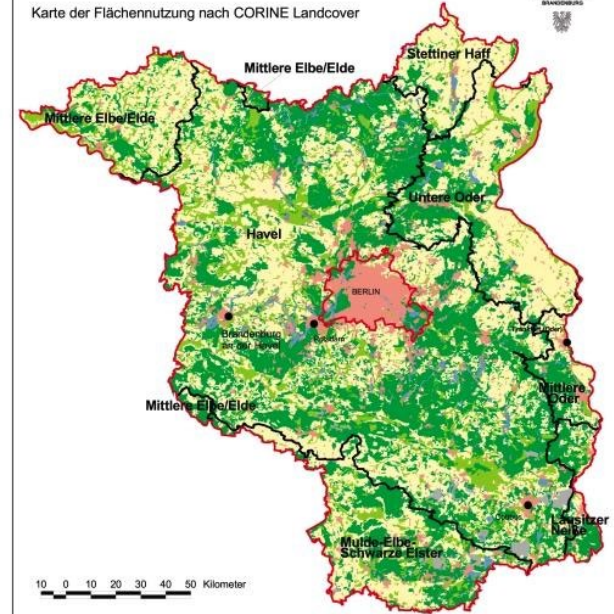 Karte der Flächennutzung nach CORINE Landcover
BRANDENBURG
Stettiner Haff
Mittlere Elbe/Elde
Mittlere Elbe/Elde
Untere Oder
Havel
BERLIN
Brandenburg
an der Havel
Potsdam
Mittlere
Oder
Mittlere Elbe/Elde
Cottbus
Lausitzer
Neiße
Mulde-Elbe-
Schwarze Elster
10 0 10 20 30 40 50 Kilometer